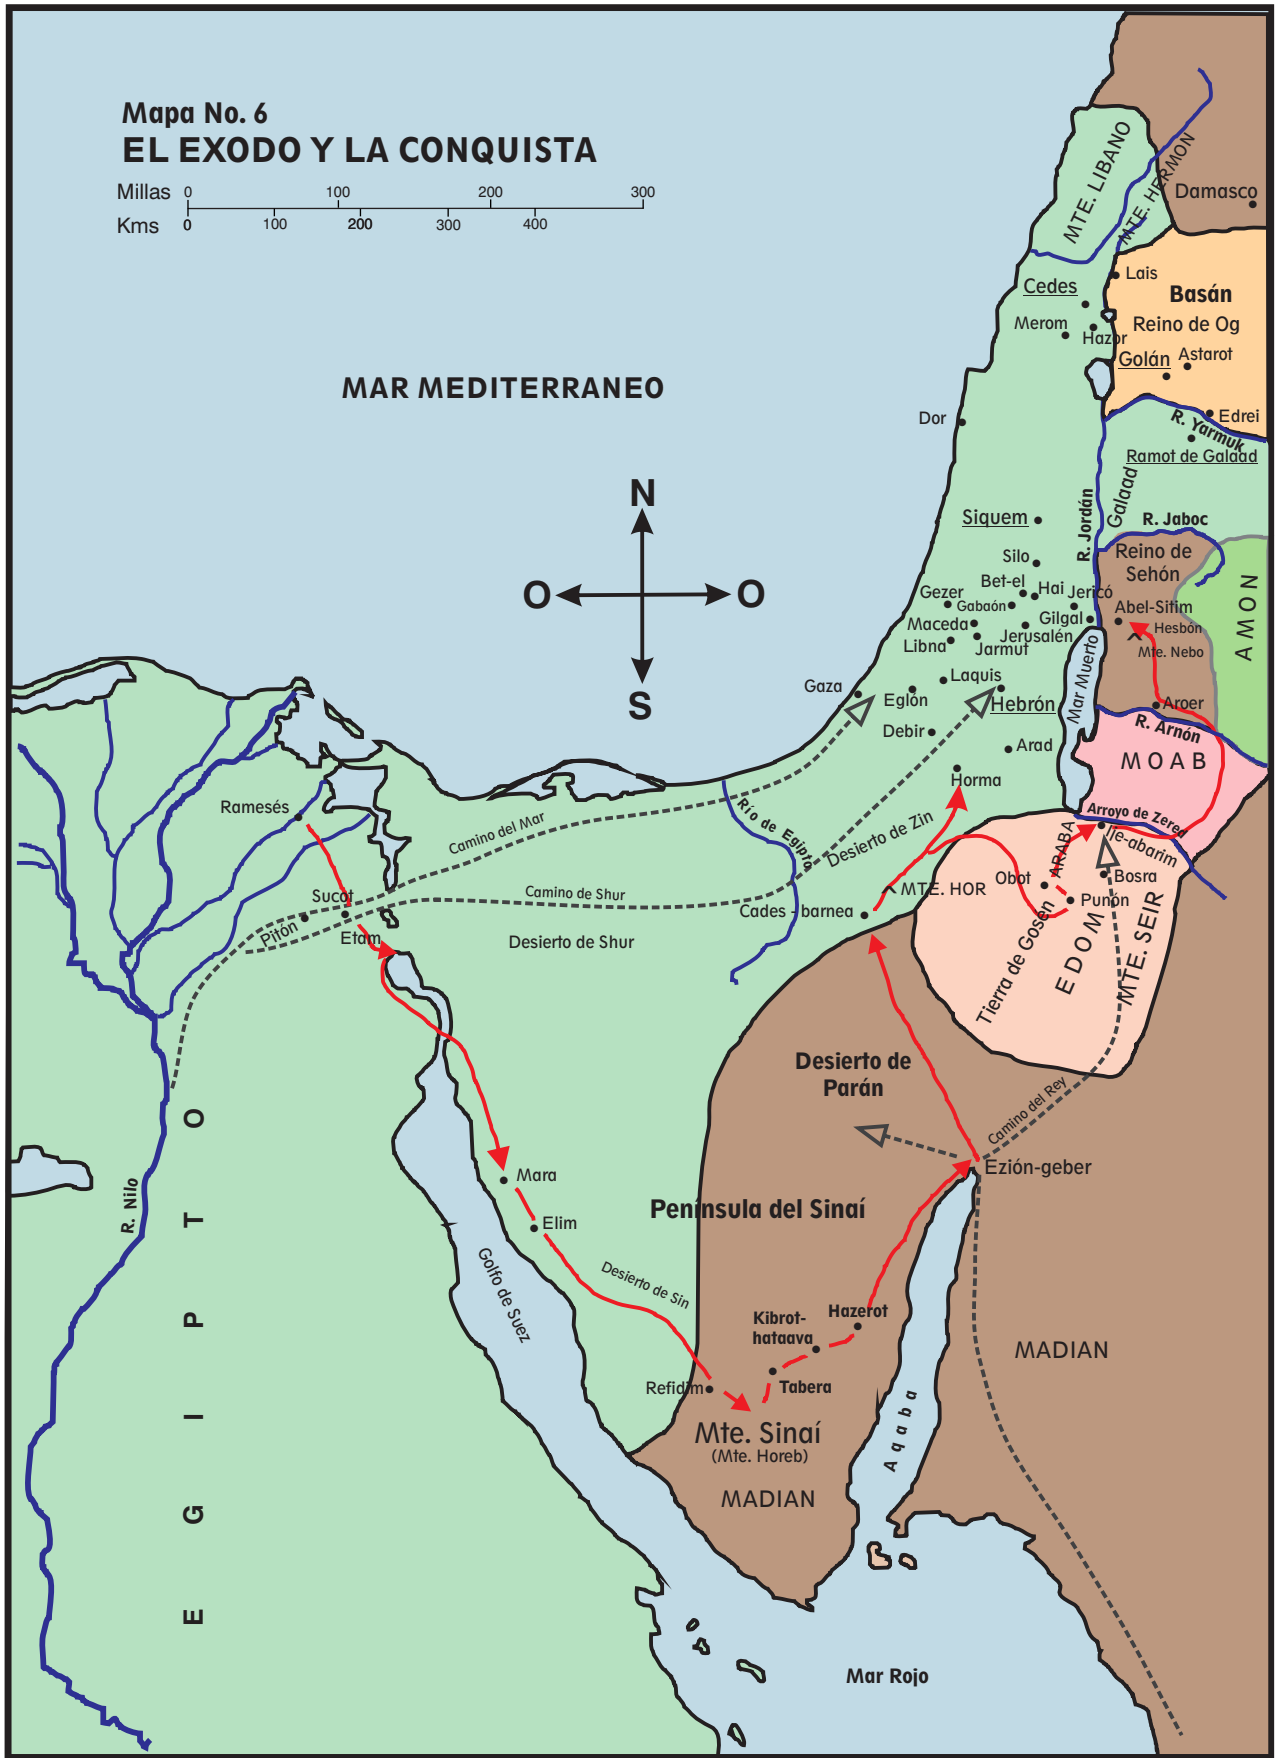 Mapa No. 6
EL EXODO Y LA CONQUISTA
Millas 0 100 200 300
Kms 0 100 200 300 400
MTE. LIBANO
MTE. HERMON
Damasco
Lais
Cedes
Basán
Merom
Hazor
Reino de Og
Golán
Astarot
MAR MEDITERRANEO
Dor
Edrei
R. Yarmuk
Ramot de Galaad
Galaad
N
O
O
S
Siquem
R. Jordán
R. Jaboc
Silo
Reino de
Sehón
AMON
Bet-el
Hai
Jericó
Gezer
Gabaón
Abel-Sitim
Maceda
Gilgal
Hesbón
Libna
Jarmut
Jerusalén
Mte. Nebo
Mar Muerto
Gaza
Laquis
Eglón
Hebrón
Aroer
R. Arnón
Debir
Arad
MOAB
Horma
Ramesés
Camino del Mar
Río de Egipto
Desierto de Zin
Arroyo de Zered
Ije-abarim
ARABA
Sucot
Camino de Shur
MTE. HOR
Obot
Bosra
Punón
Pitón
Etam
Desierto de Shur
Cades - barnea
Tierra de Gosen
EDOM
MTE. SEIR
Desierto de
Parán
Camino del Rey
Ezión-geber
EGIPTO
R. Nilo
Mara
Elim
Península del Sinaí
Golfo de Suez
Desierto de Sin
Kibrot-
hataava
Hazerot
MADIAN
Refidim
Tabera
Mte. Sinaí
(Mte. Horeb)
Aqaba
MADIAN
Mar Rojo